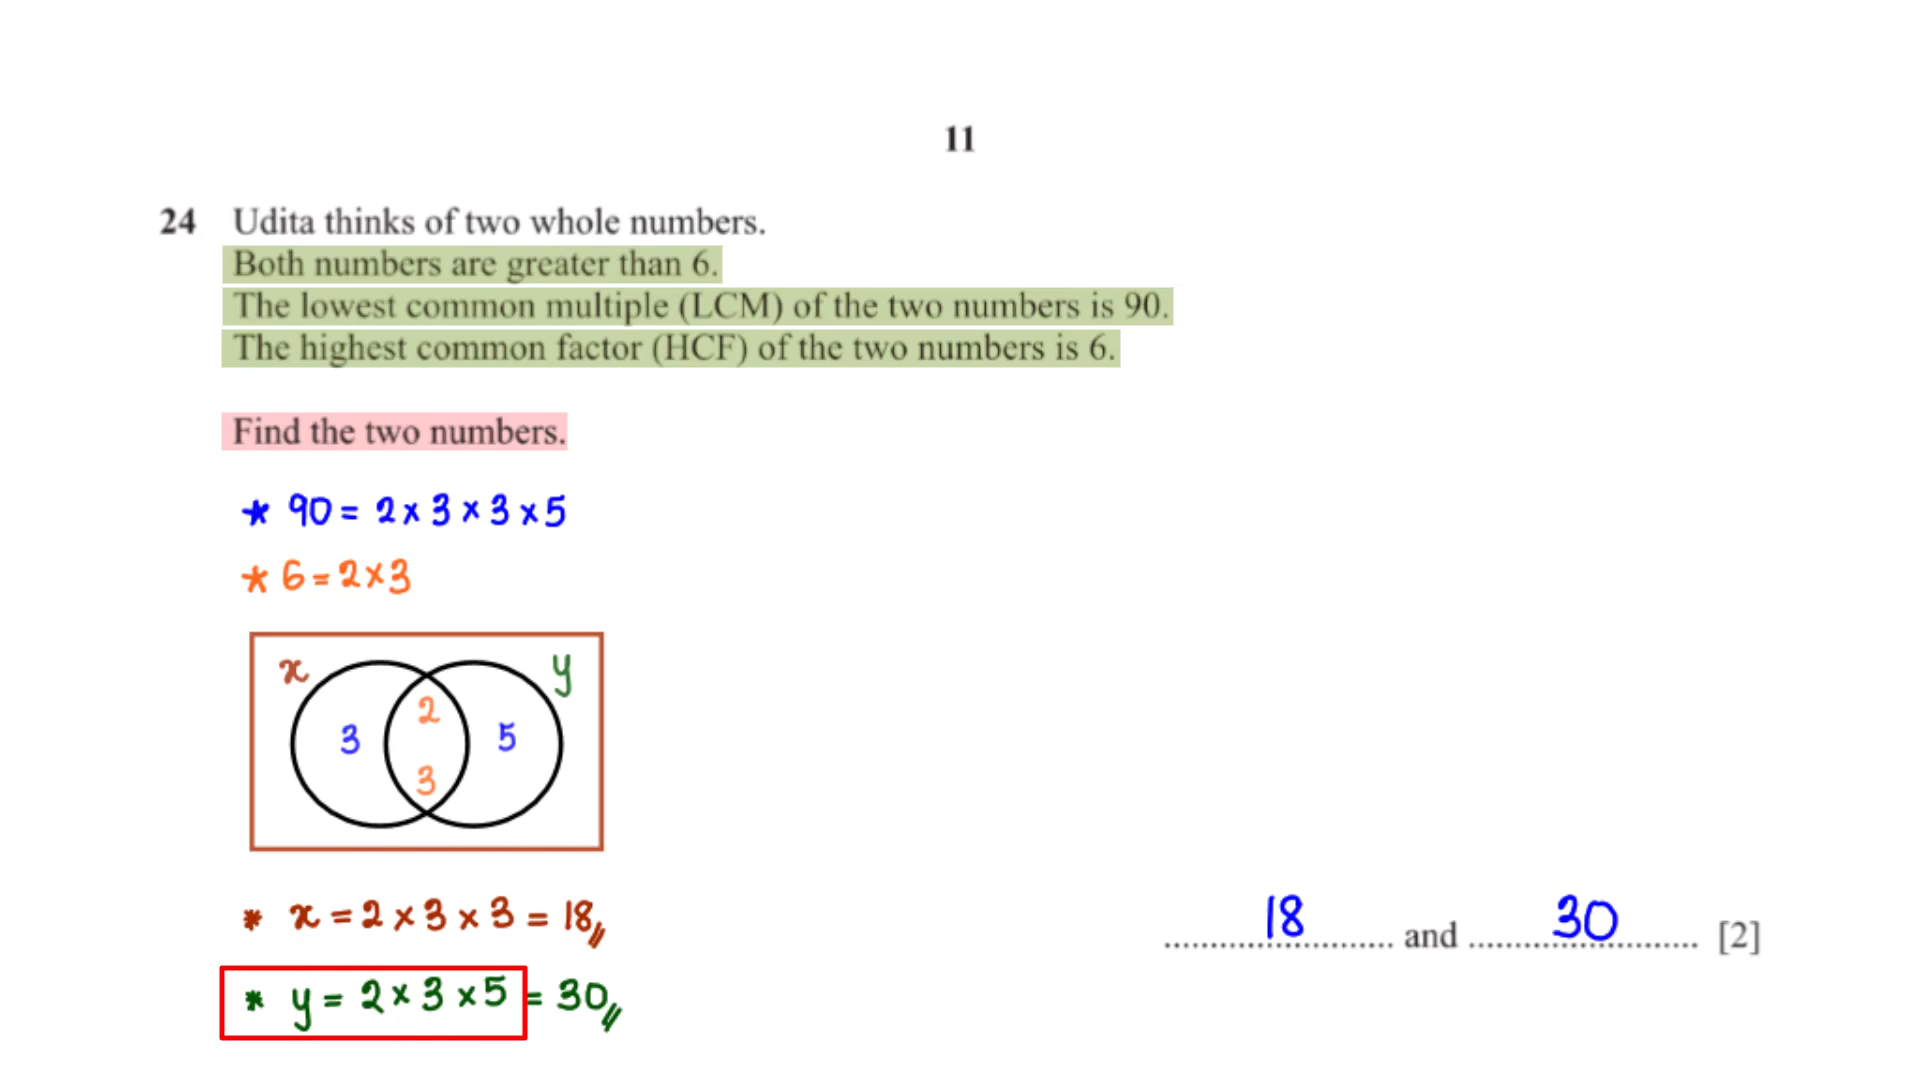 11
24 Udita thinks of two whole numbers.
Both numbers are greater than 6.
The lowest common multiple (LCM) of the two numbers is 90.
The highest common factor (HCF) of the two numbers is 6.
Find the two numbers.
* 90 = 2 × 3 × 3 × 5
* 6 = 2 × 3
x y
2
3 5
3
* x = 2 × 3 × 3 = 18
18 and 30 [2]
* y = 2 × 3 × 5 = 30